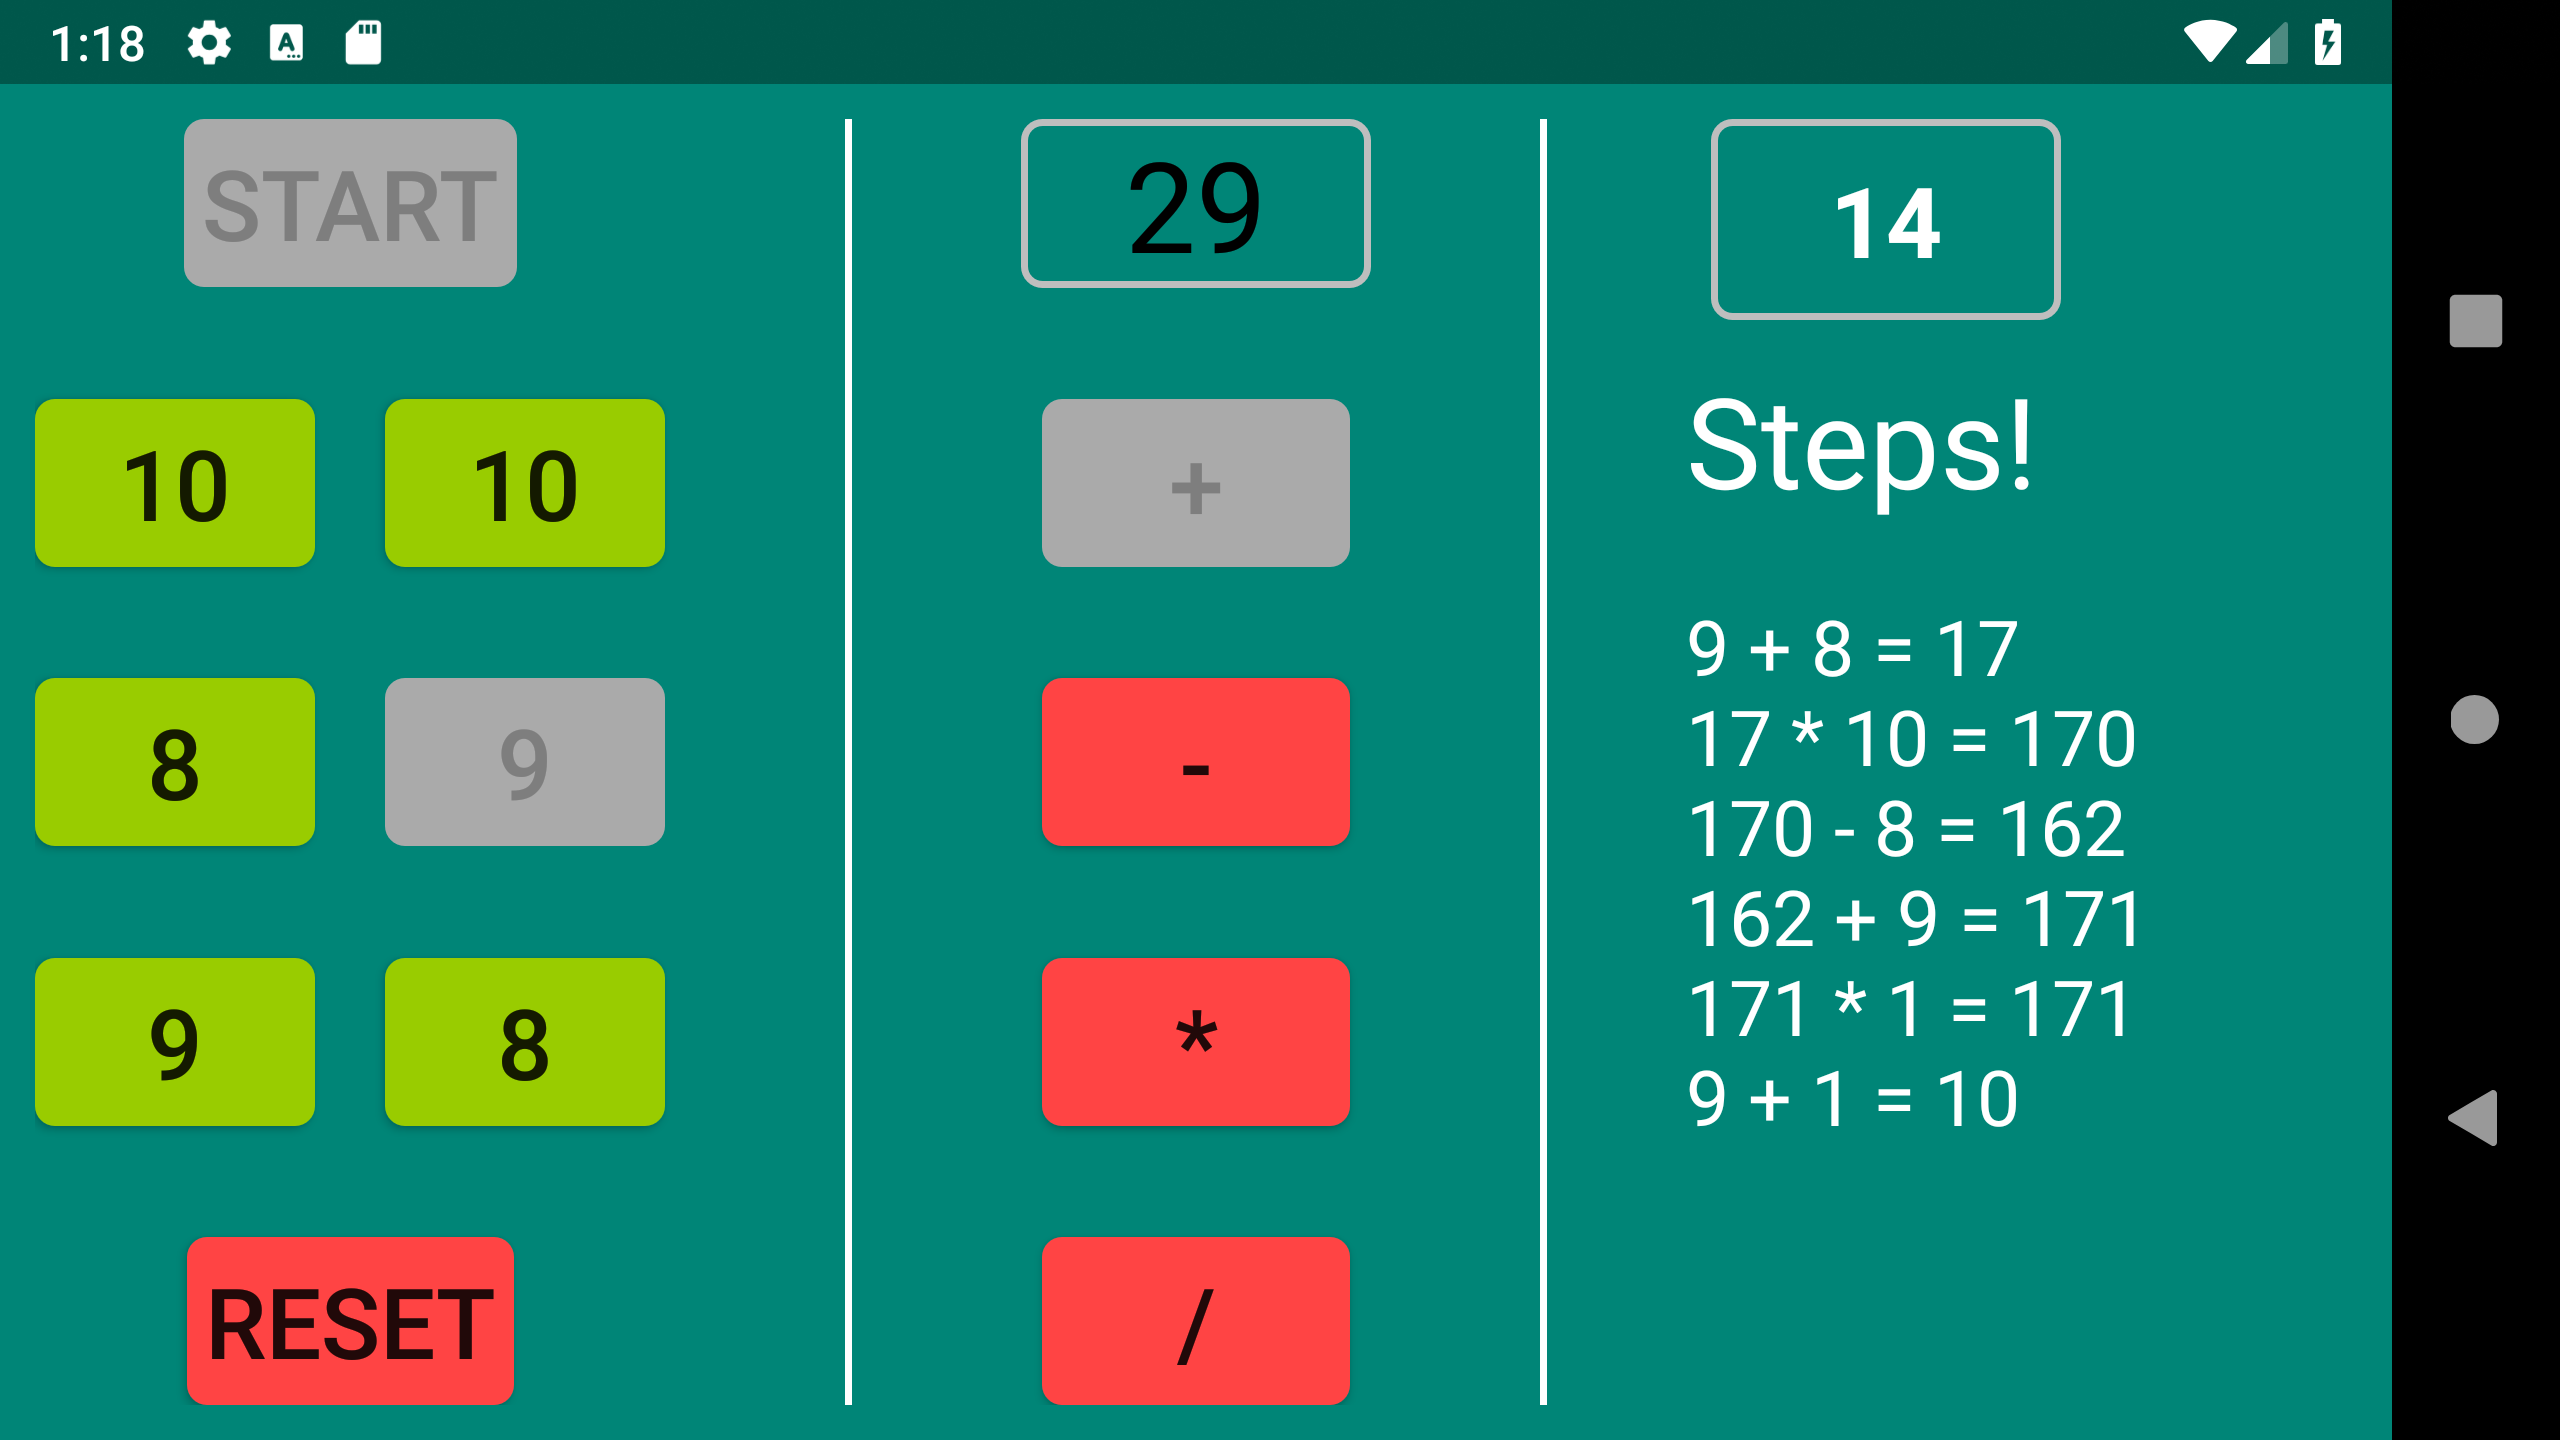 1:18
START
10 10
8 9
9 8
RESET
29
+
-
*
/
14
Steps!
9 + 8 = 17
17 * 10 = 170
170 - 8 = 162
162 + 9 = 171
171 * 1 = 171
9 + 1 = 10